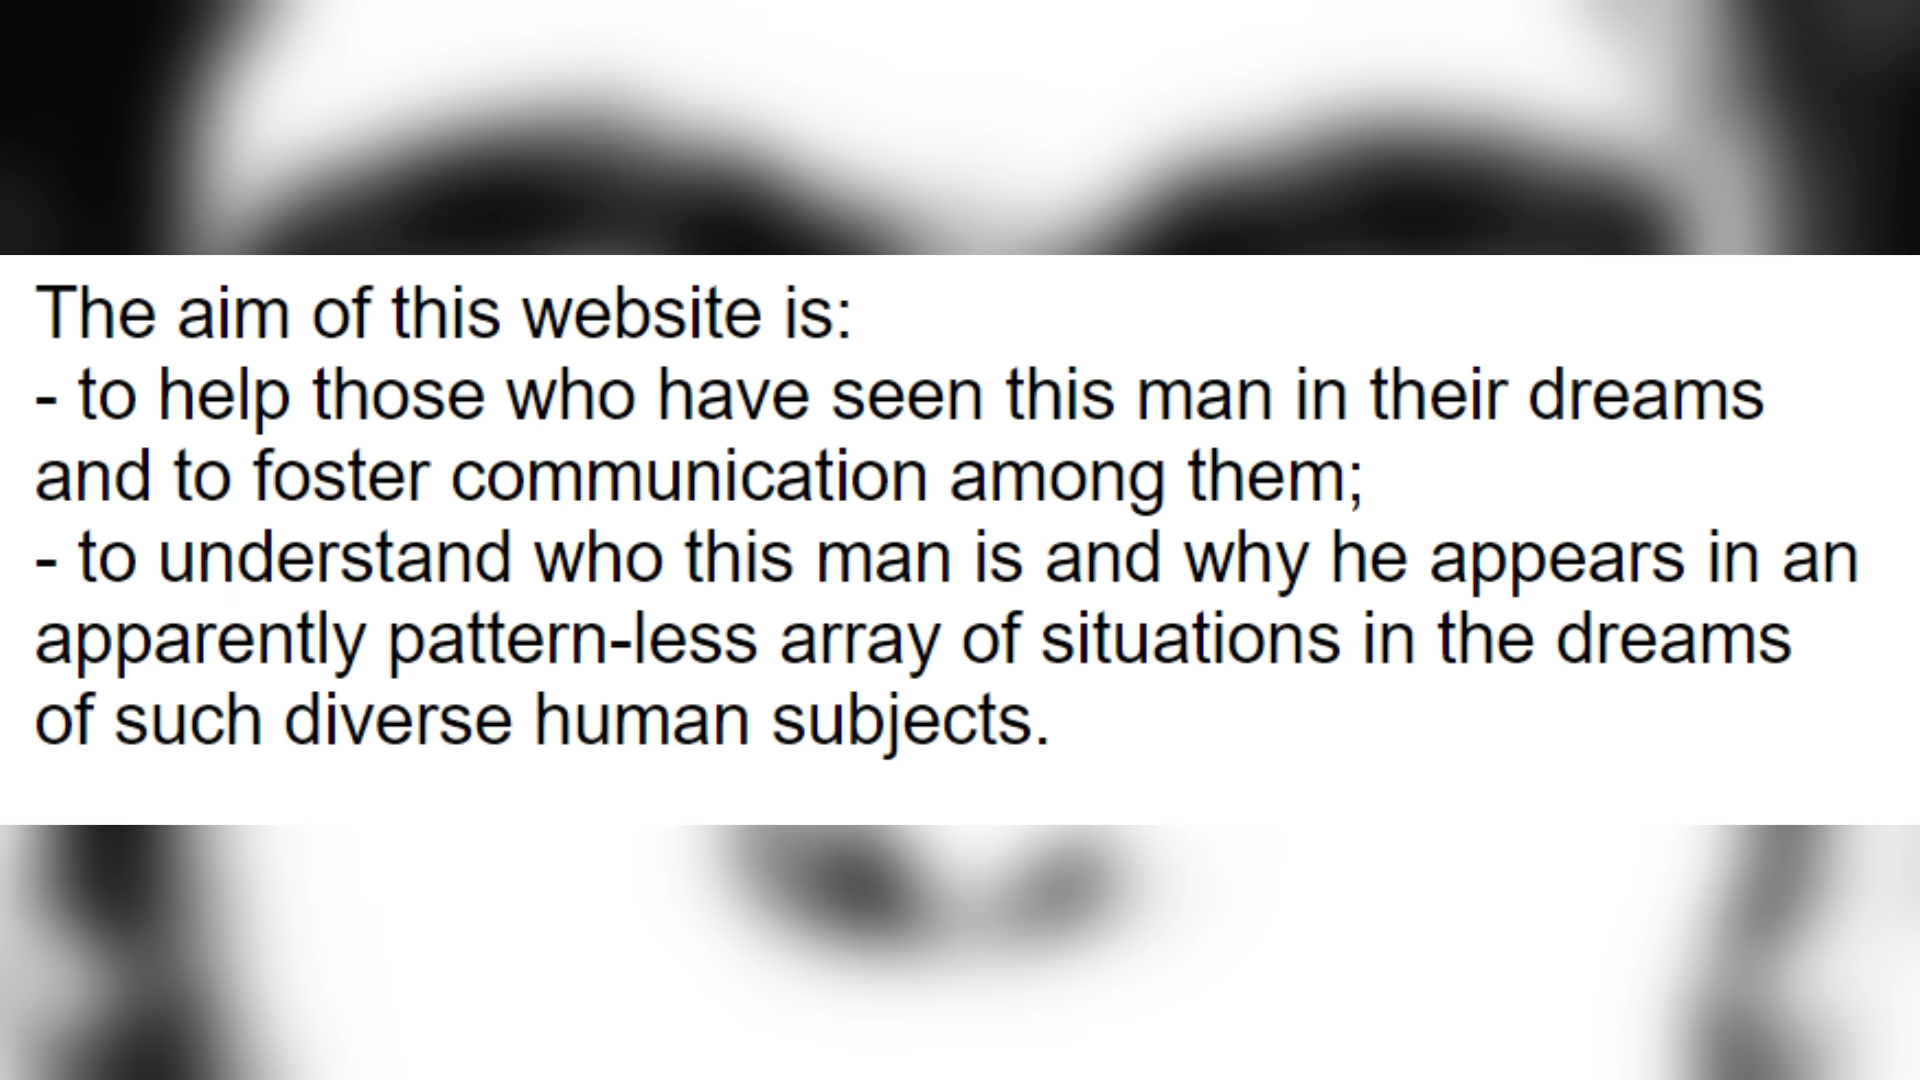 The aim of this website is:
- to help those who have seen this man in their dreams
and to foster communication among them;
- to understand who this man is and why he appears in an
apparently pattern-less array of situations in the dreams
of such diverse human subjects.